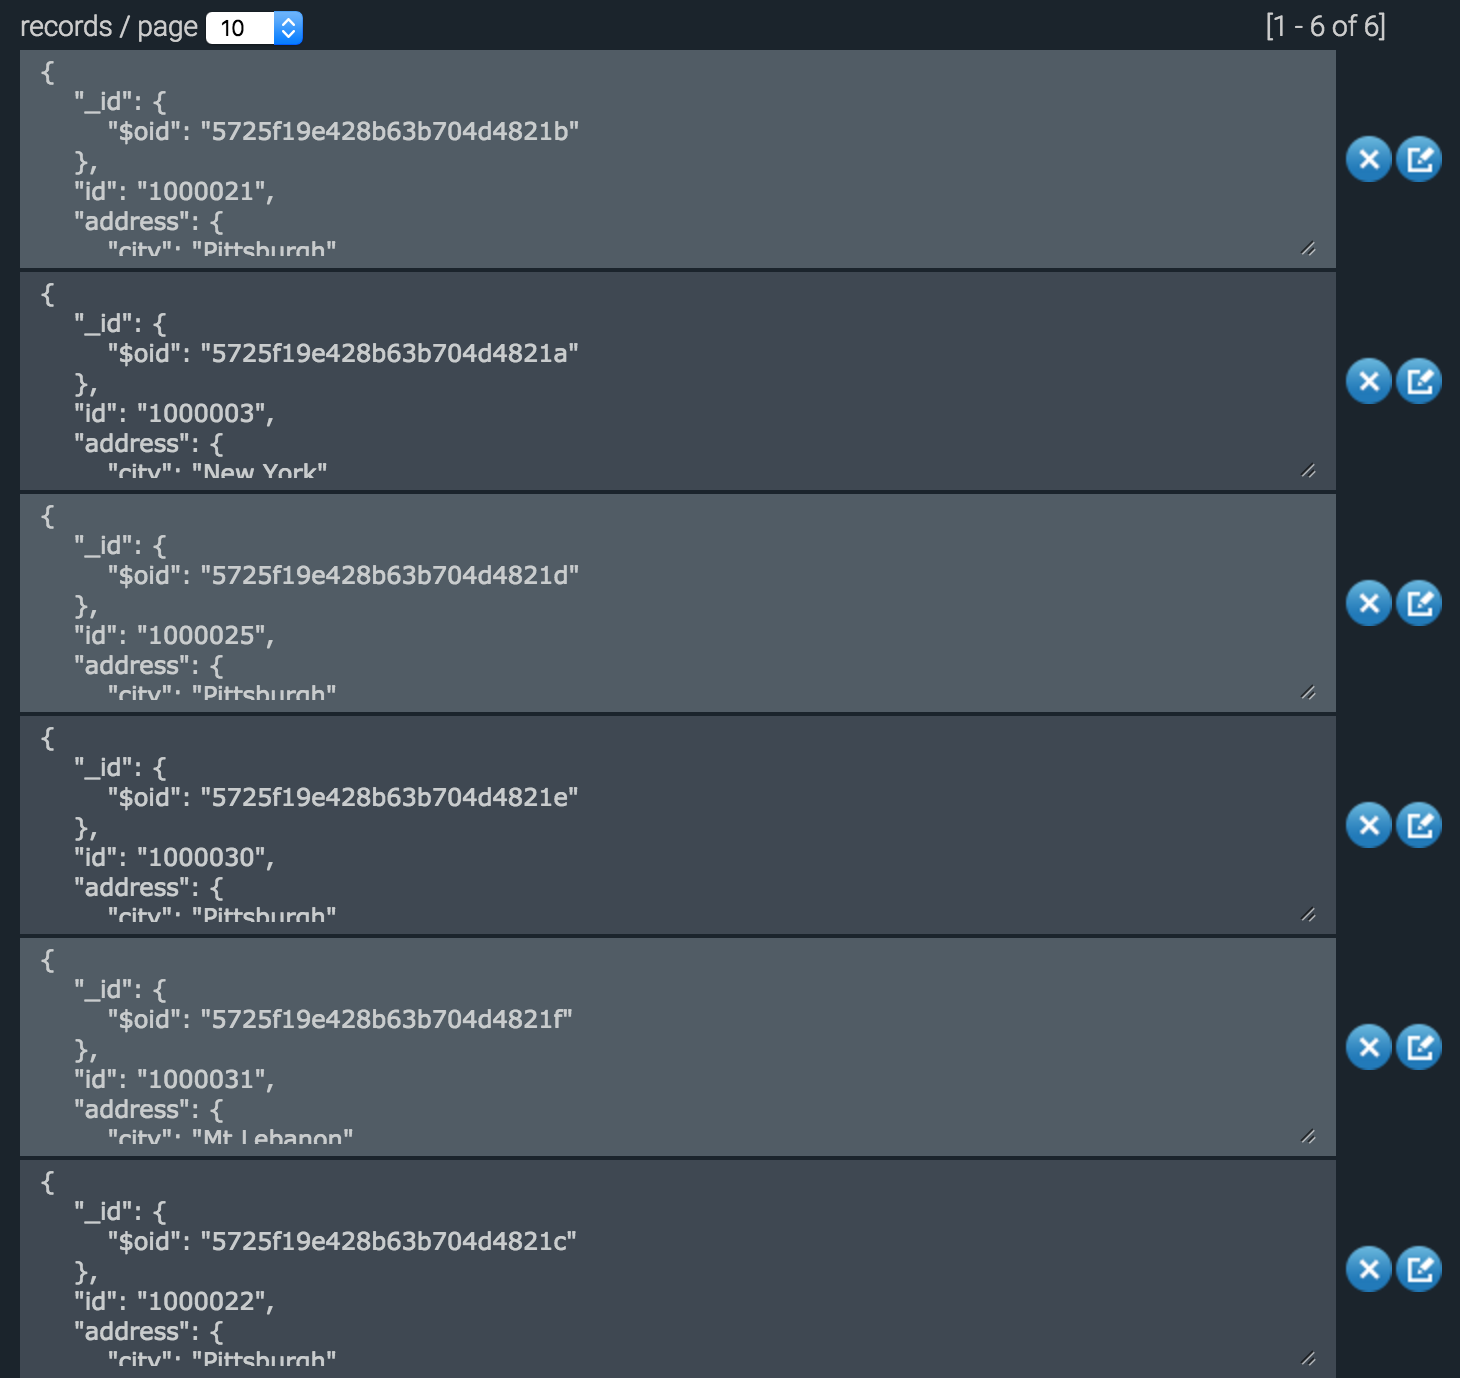 records / page 10
[1 - 6 of 6]
{
"_id": {
"$oid": "5725f19e428b63b704d4821b"
},
"id": "1000021",
"address": {
"city": "Pittsburgh"
{
"_id": {
"$oid": "5725f19e428b63b704d4821a"
},
"id": "1000003",
"address": {
"city": "New York"
{
"_id": {
"$oid": "5725f19e428b63b704d4821d"
},
"id": "1000025",
"address": {
"city": "Pittsburgh"
{
"_id": {
"$oid": "5725f19e428b63b704d4821e"
},
"id": "1000030",
"address": {
"city": "Pittsburgh"
{
"_id": {
"$oid": "5725f19e428b63b704d4821f"
},
"id": "1000031",
"address": {
"city": "Mt Lebanon"
{
"_id": {
"$oid": "5725f19e428b63b704d4821c"
},
"id": "1000022",
"address": {
"city": "Pittsburgh"